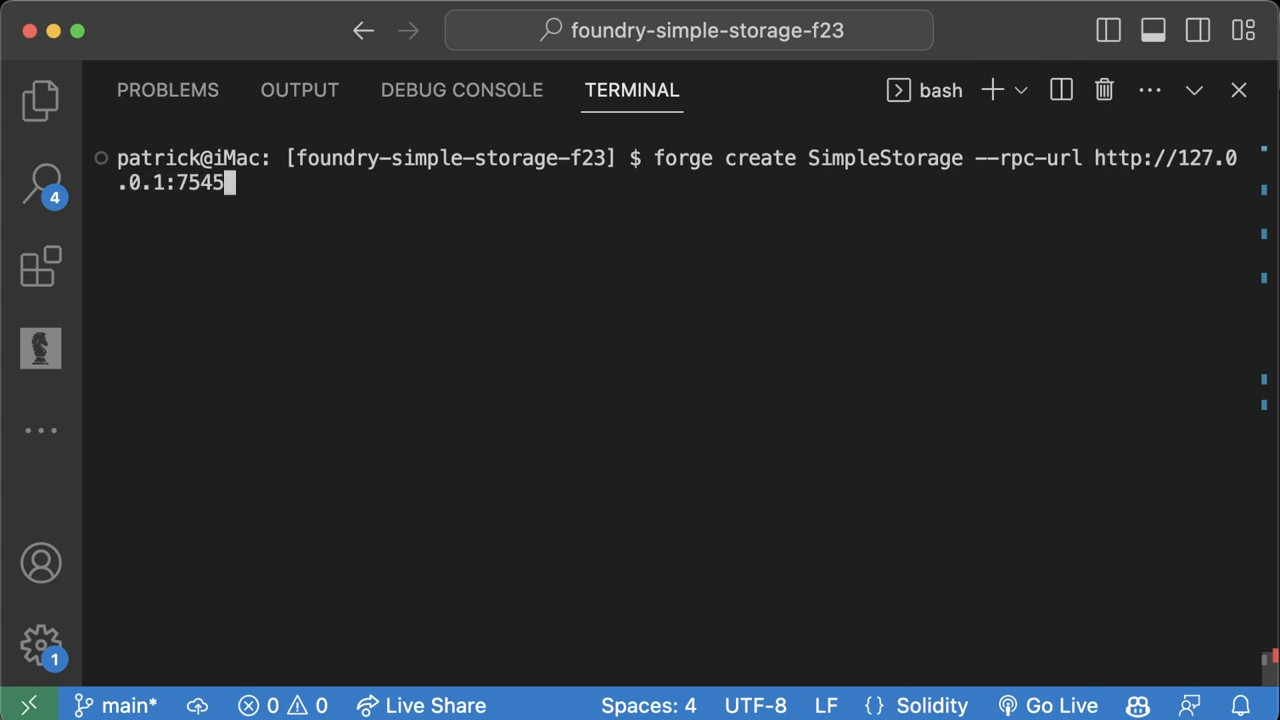 foundry-simple-storage-f23
PROBLEMS OUTPUT DEBUG CONSOLE TERMINAL bash
patrick@iMac: [foundry-simple-storage-f23] $ forge create SimpleStorage --rpc-url http://127.0
.0.1:7545
4
1
main* 0 0 Live Share Spaces: 4 UTF-8 LF {} Solidity Go Live